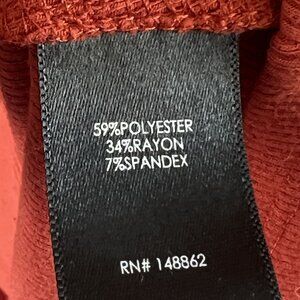 59%POLYESTER
34%RAYON
7%SPANDEX
RN# 148862